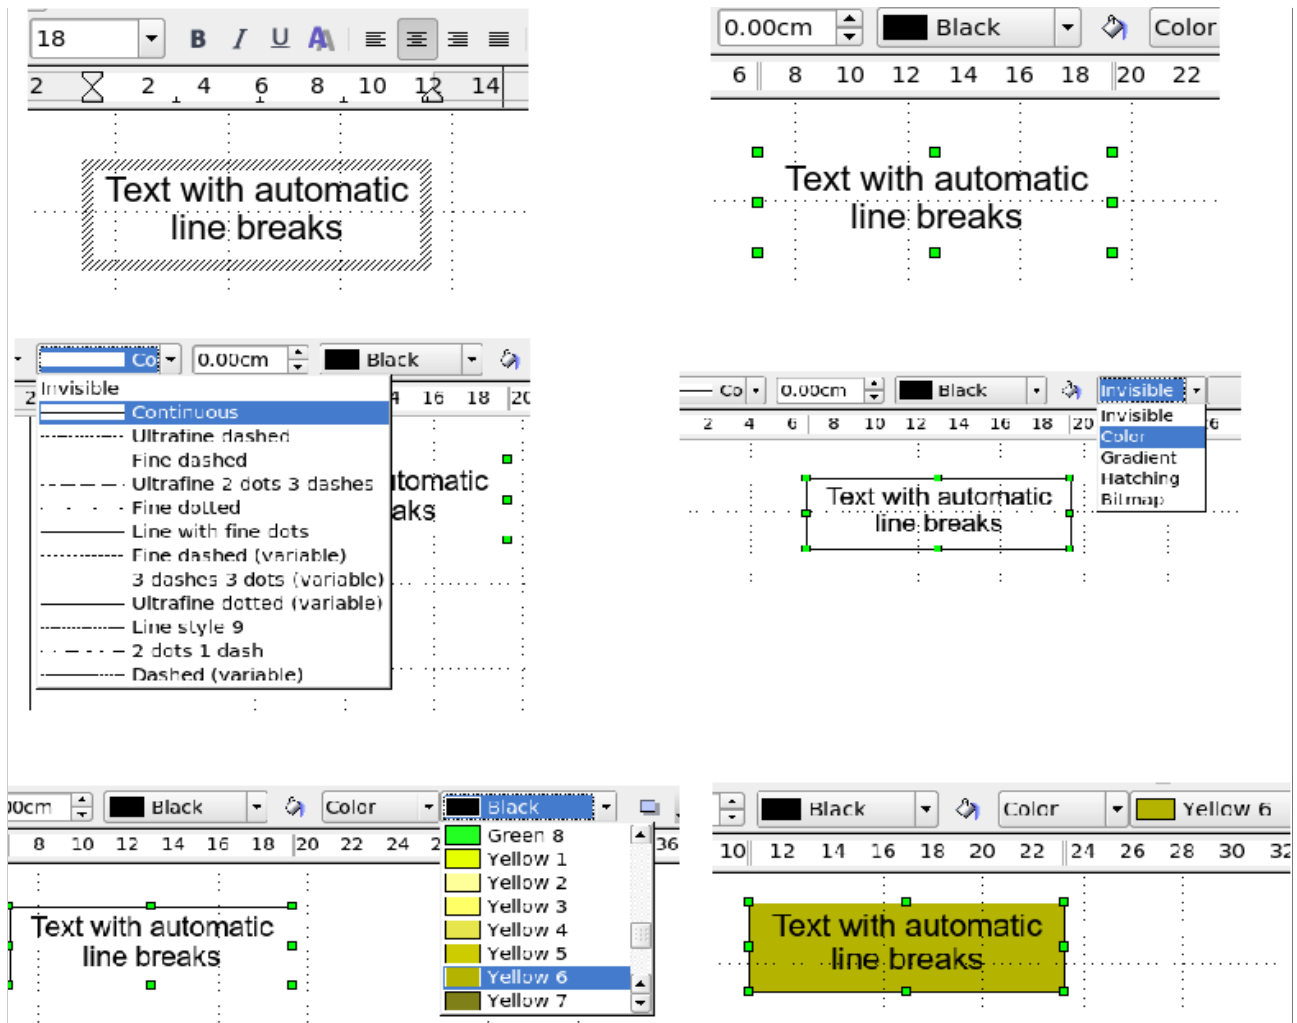 18 B I U A
2 2 4 6 8 10 12 14
Text with automatic
line breaks
0.00cm Black Color
6 8 10 12 14 16 18 20 22
Text with automatic
line breaks
Co 0.00cm Black
2 4 16 18 20
Invisible
Continuous
Ultrafine dashed
Fine dashed
Ultrafine 2 dots 3 dashes
Fine dotted
Line with fine dots
Fine dashed (variable)
3 dashes 3 dots (variable)
Ultrafine dotted (variable)
Line style 9
2 dots 1 dash
Dashed (variable)
tomatic
aks
Co 0.00cm Black Invisible
2 4 6 8 10 12 14 16 18 20 6
Invisible
Color
Gradient
Hatching
Bitmap
Text with automatic
line breaks
00cm Black Color Black
8 10 12 14 16 18 20 22 24 2 36
Green 8
Yellow 1
Yellow 2
Yellow 3
Yellow 4
Yellow 5
Yellow 6
Yellow 7
Text with automatic
line breaks
Black Color Yellow 6
10 12 14 16 18 20 22 24 26 28 30 32
Text with automatic
line breaks